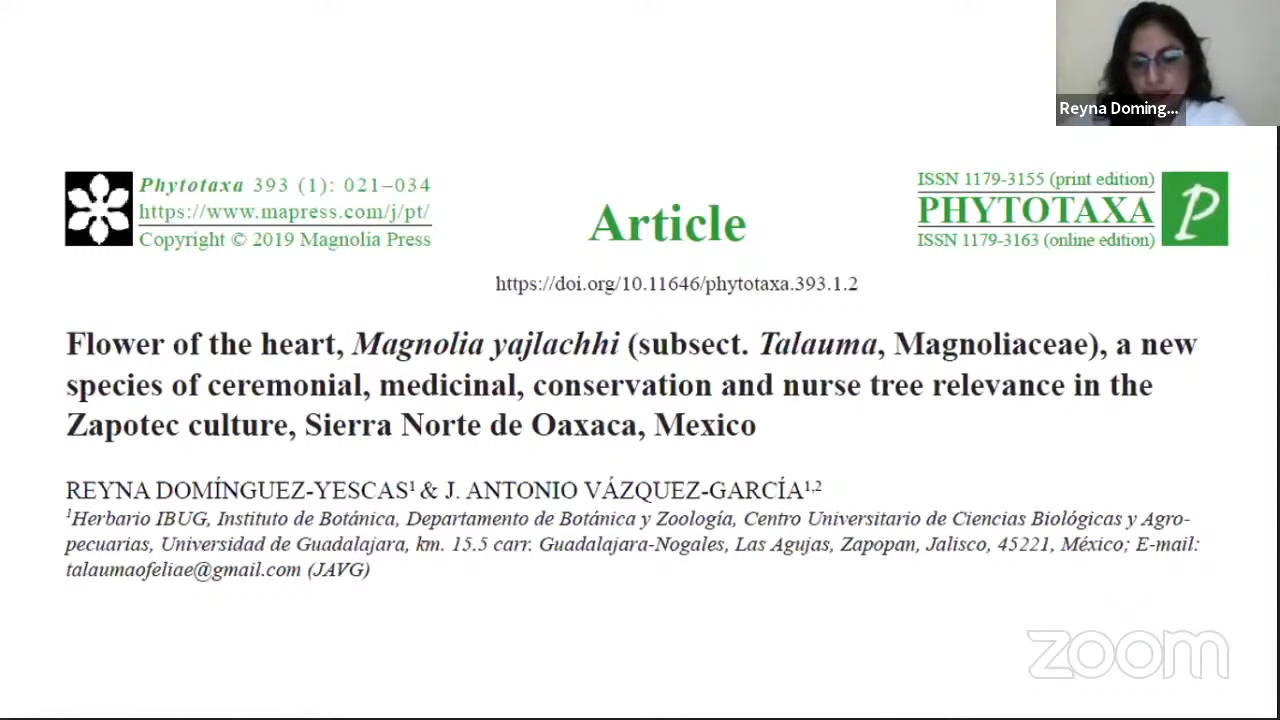 Reyna Doming...
Phytotaxa 393 (1): 021–034
https://www.mapress.com/j/pt/
Copyright © 2019 Magnolia Press
Article
ISSN 1179-3155 (print edition)
PHYTOTAXA
ISSN 1179-3163 (online edition)
P
https://doi.org/10.11646/phytotaxa.393.1.2
Flower of the heart, Magnolia yajlachhi (subsect. Talauma, Magnoliaceae), a new
species of ceremonial, medicinal, conservation and nurse tree relevance in the
Zapotec culture, Sierra Norte de Oaxaca, Mexico
REYNA DOMÍNGUEZ-YESCAS¹ & J. ANTONIO VÁZQUEZ-GARCÍA¹,²
¹Herbario IBUG, Instituto de Botánica, Departamento de Botánica y Zoología, Centro Universitario de Ciencias Biológicas y Agro-
pecuarias, Universidad de Guadalajara, km. 15.5 carr. Guadalajara-Nogales, Las Agujas, Zapopan, Jalisco, 45221, México; E-mail:
talaumaofeliae@gmail.com (JAVG)
zoom